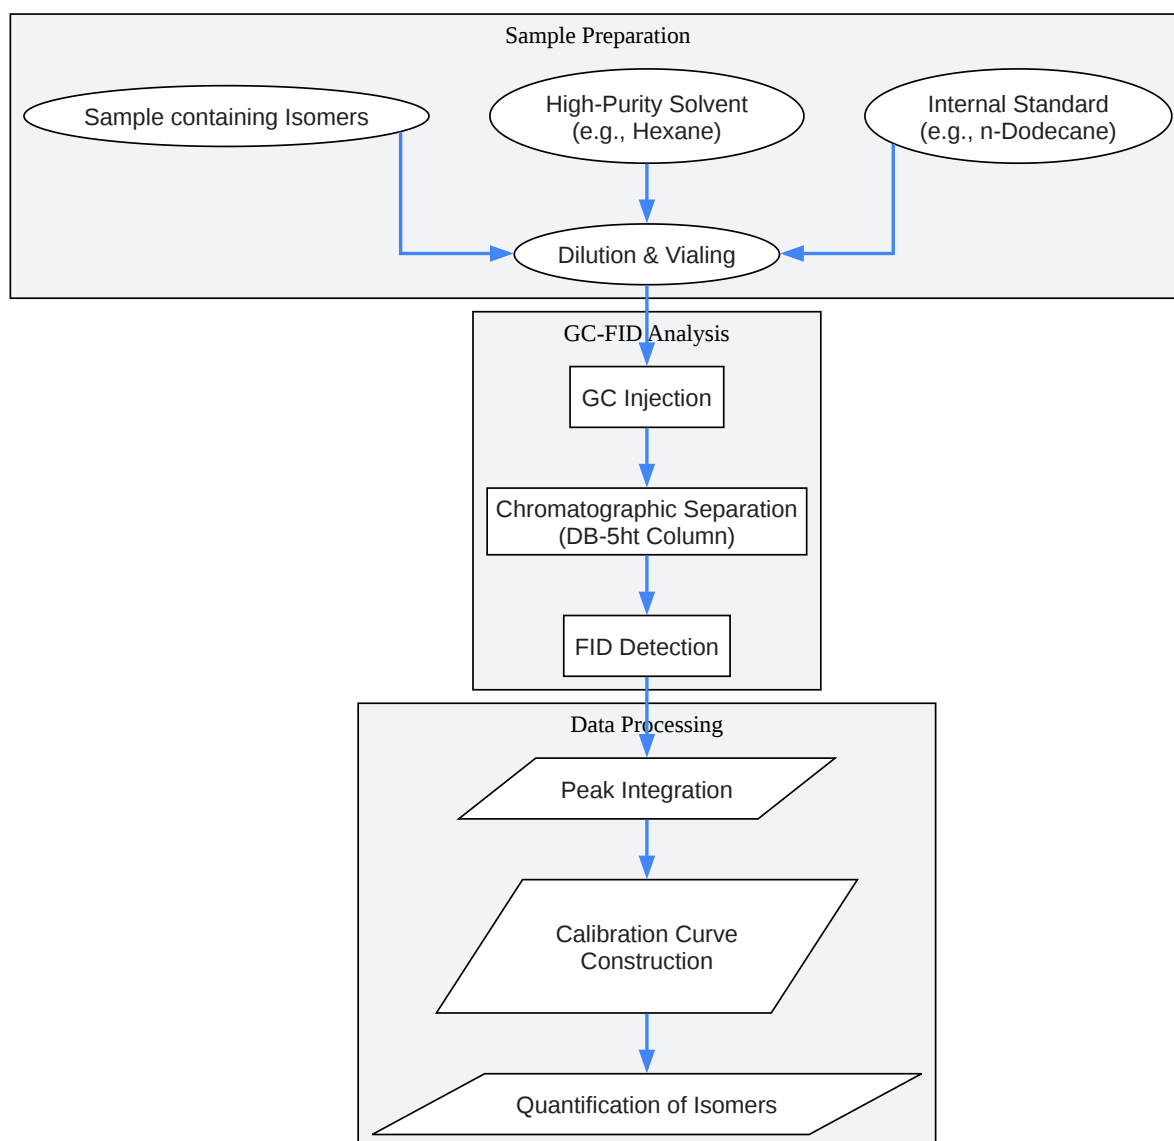 Sample Preparation
Sample containing Isomers
High-Purity Solvent
(e.g., Hexane)
Internal Standard
(e.g., n-Dodecane)
Dilution & Vialing
GC-FID Analysis
GC Injection
Chromatographic Separation
(DB-5ht Column)
FID Detection
Data Processing
Peak Integration
Calibration Curve
Construction
Quantification of Isomers